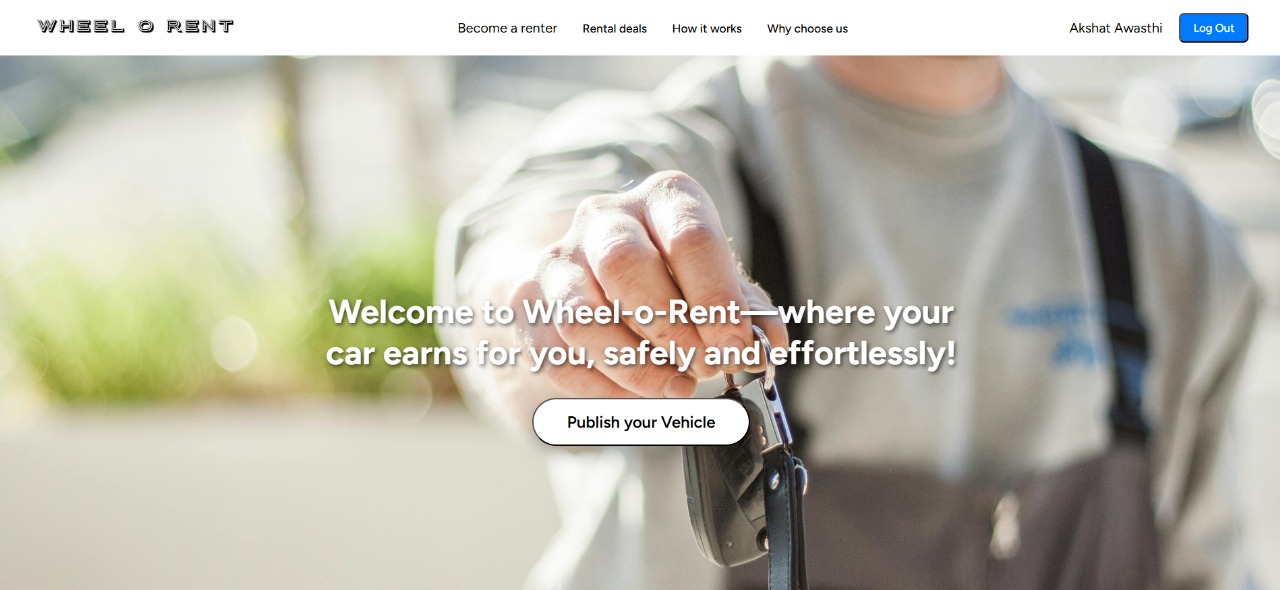 WHEEL O RENT
Become a renter
Rental deals
How it works
Why choose us
Akshat Awasthi
Log Out
Welcome to Wheel-o-Rent—where your
car earns for you, safely and effortlessly!
Publish your Vehicle